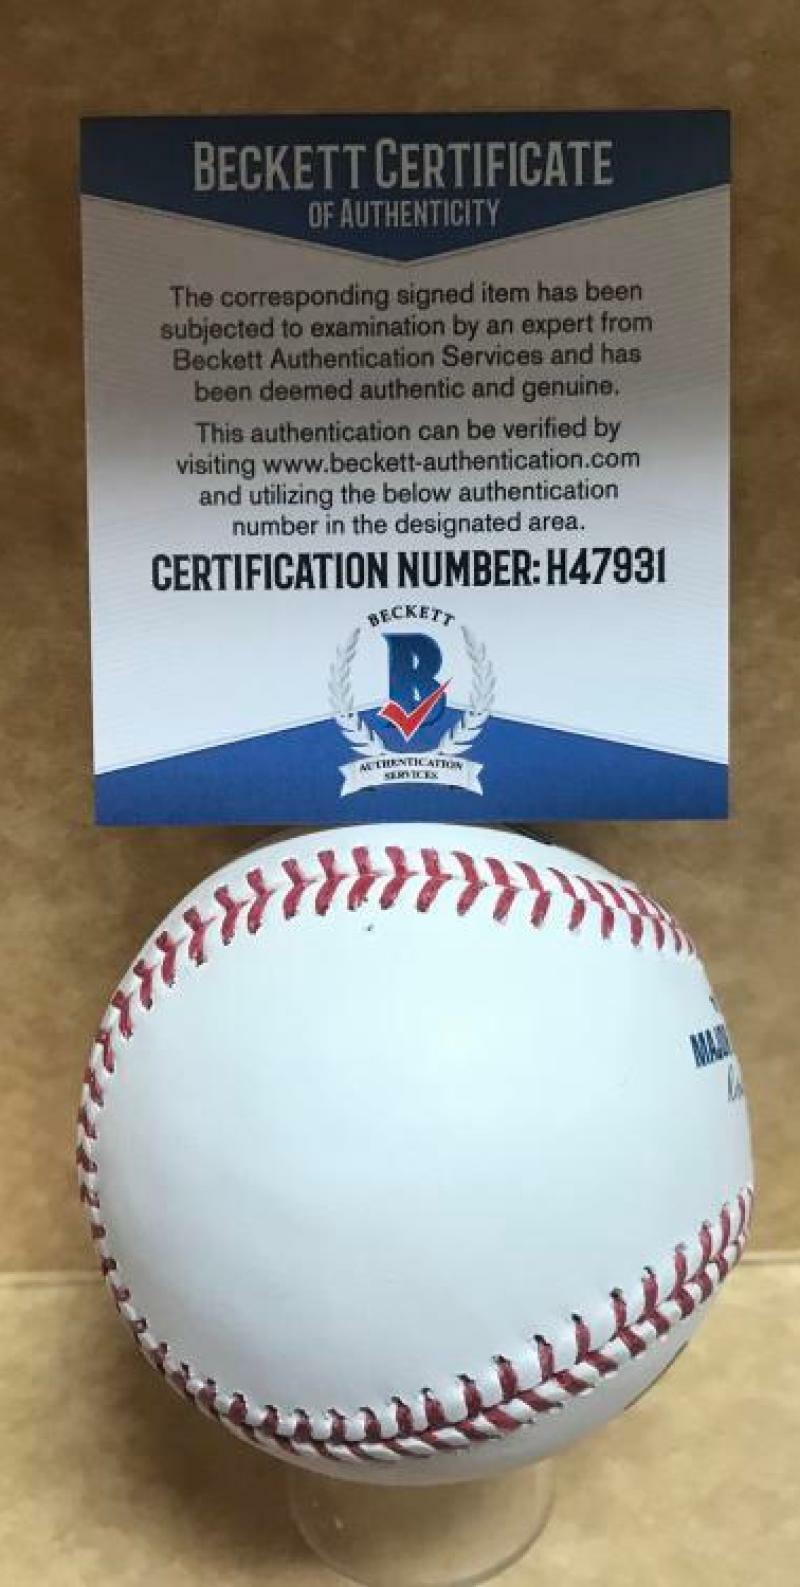 BECKETT CERTIFICATE
OF AUTHENTICITY
The corresponding signed item has been
subjected to examination by an expert from
Beckett Authentication Services and has
been deemed authentic and genuine.
This authentication can be verified by
visiting www.beckett-authentication.com
and utilizing the below authentication
number in the designated area.
CERTIFICATION NUMBER: H47931
BECKETT
B
AUTHENTICATION
SERVICES